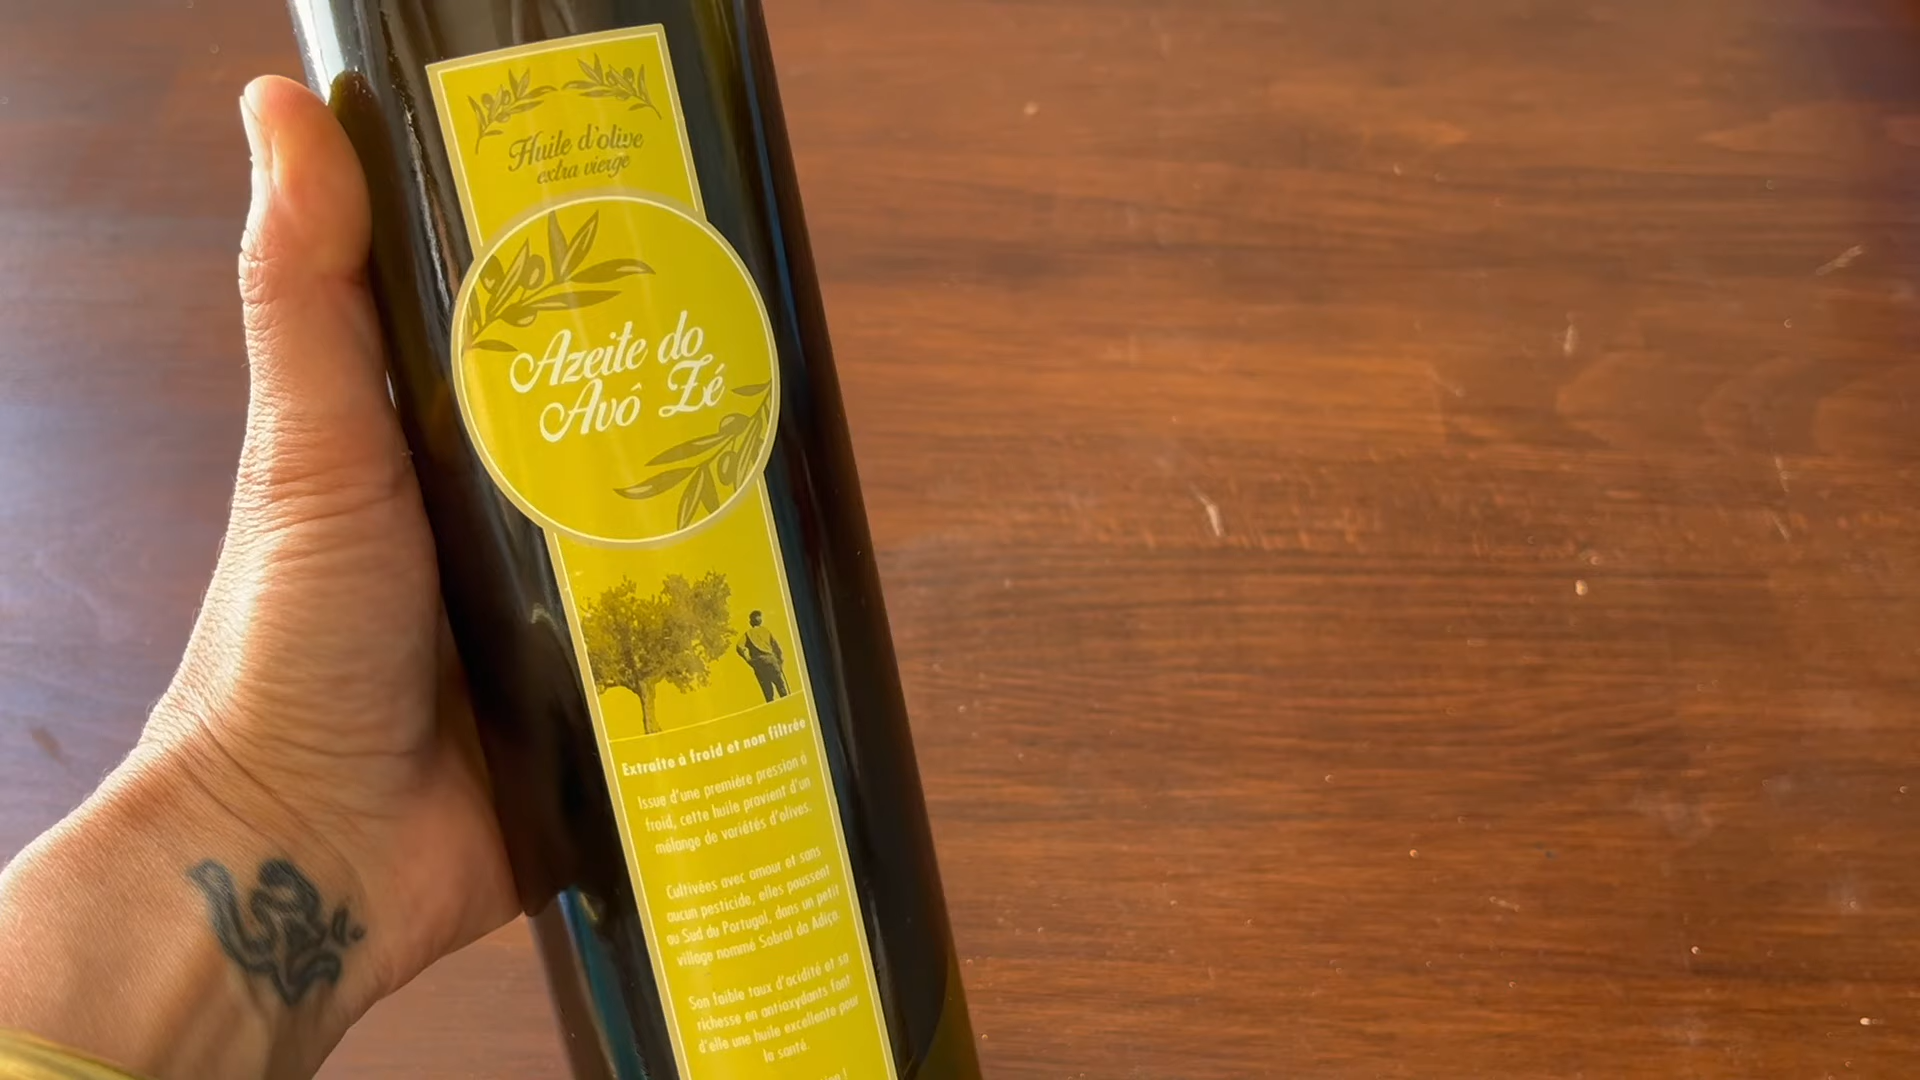 Huile d'olive
extra vierge
Azeite do
Avô Zé
Extraite à froid et non filtrée
Issue d'une première pression à
froid, cette huile provient d'un
mélange de variétés d'olives.
Cultivées avec amour et sans
aucun pesticide, elles poussent
au Sud du Portugal, dans un petit
village nommé Sobral da Adiça.
Son faible taux d'acidité et sa
richesse en antioxydants font
d'elle une huile excellente pour
la santé.